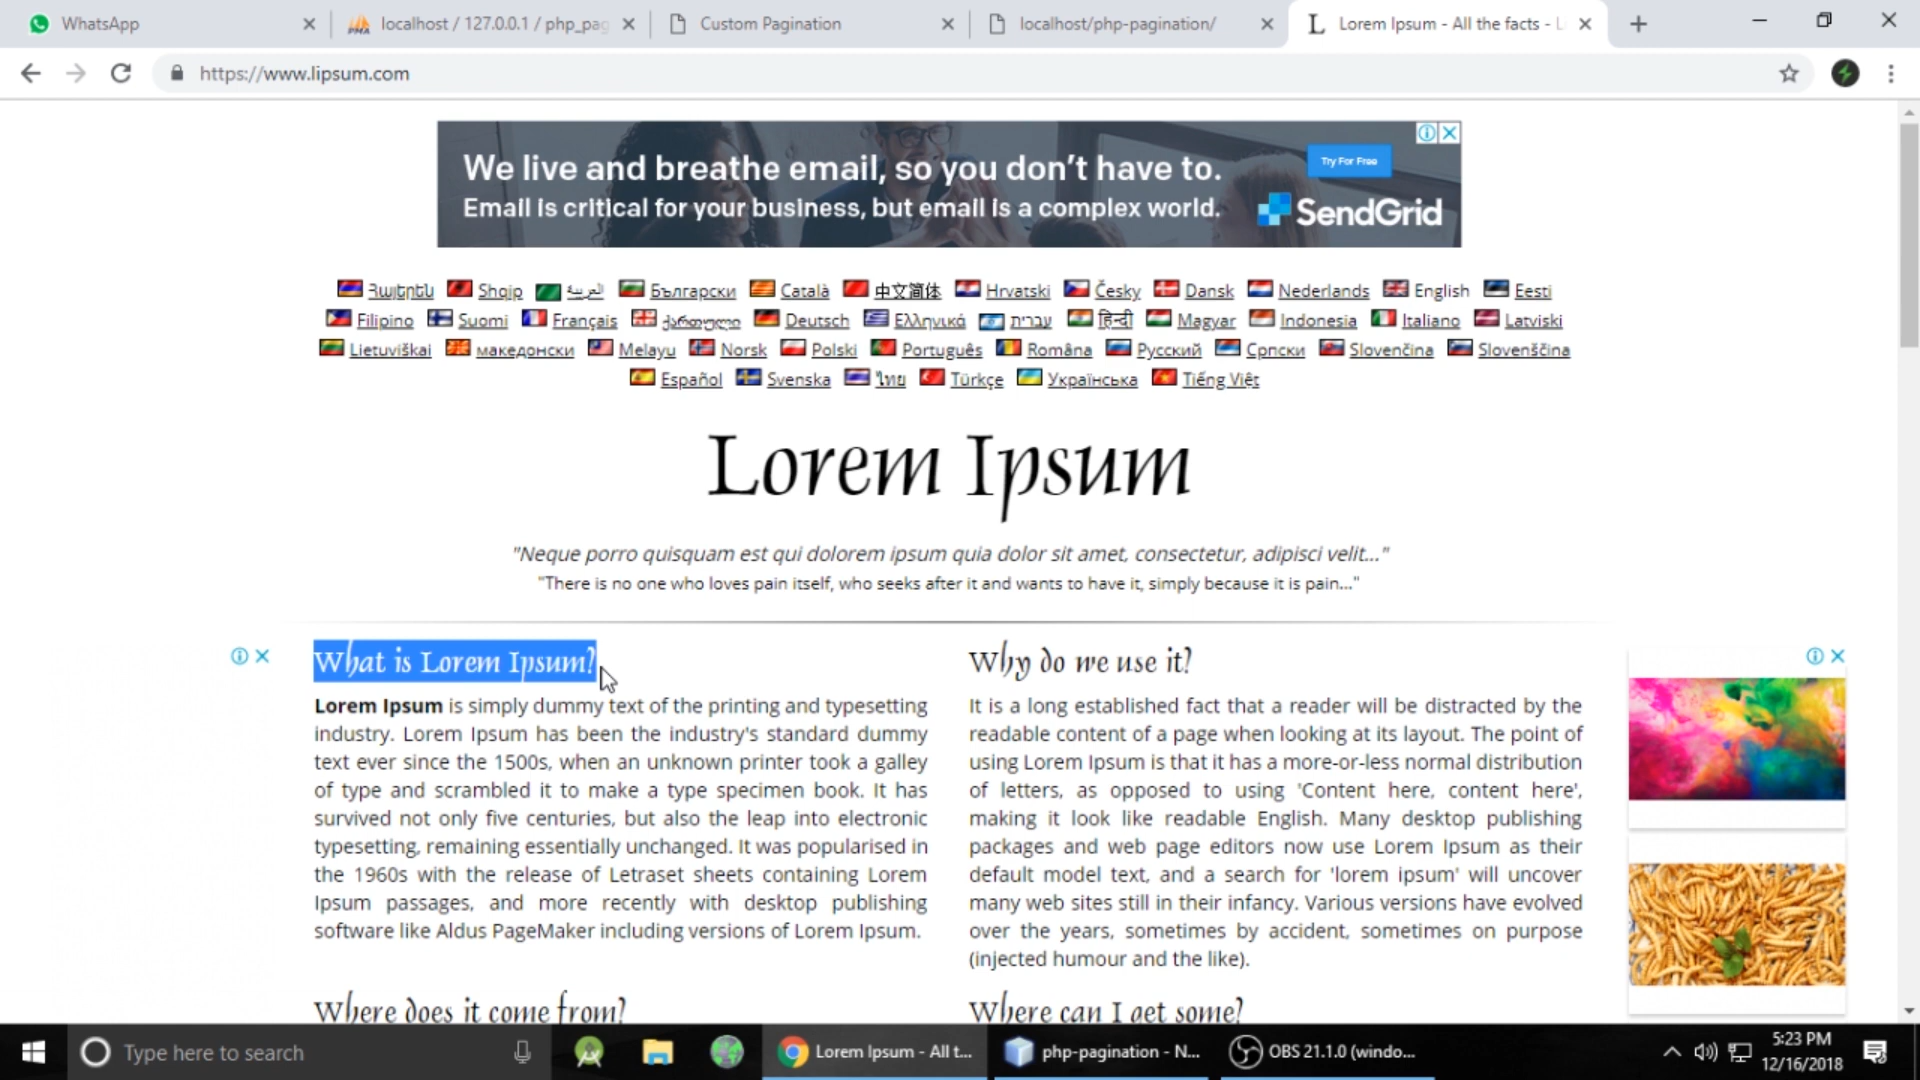 WhatsApp
localhost / 127.0.0.1 / php_pag
Custom Pagination
localhost/php-pagination/
Lorem Ipsum - All the facts - L
https://www.lipsum.com
We live and breathe email, so you don't have to.
Try For Free
Email is critical for your business, but email is a complex world.
SendGrid
Հայերեն Shqip العربية Български Català 中文简体 Hrvatski Česky Dansk Nederlands English Eesti
Filipino Suomi Français ქართული Deutsch Ελληνικά עברית हिन्दी Magyar Indonesia Italiano Latviski
Lietuviškai македонски Melayu Norsk Polski Português Româna Русский Српски Slovenčina Slovenščina
Español Svenska ไทย Türkçe Українська Tiếng Việt
Lorem Ipsum
"Neque porro quisquam est qui dolorem ipsum quia dolor sit amet, consectetur, adipisci velit..."
"There is no one who loves pain itself, who seeks after it and wants to have it, simply because it is pain..."
What is Lorem Ipsum?
Lorem Ipsum is simply dummy text of the printing and typesetting
industry. Lorem Ipsum has been the industry's standard dummy
text ever since the 1500s, when an unknown printer took a galley
of type and scrambled it to make a type specimen book. It has
survived not only five centuries, but also the leap into electronic
typesetting, remaining essentially unchanged. It was popularised in
the 1960s with the release of Letraset sheets containing Lorem
Ipsum passages, and more recently with desktop publishing
software like Aldus PageMaker including versions of Lorem Ipsum.
Why do we use it?
It is a long established fact that a reader will be distracted by the
readable content of a page when looking at its layout. The point of
using Lorem Ipsum is that it has a more-or-less normal distribution
of letters, as opposed to using 'Content here, content here',
making it look like readable English. Many desktop publishing
packages and web page editors now use Lorem Ipsum as their
default model text, and a search for 'lorem ipsum' will uncover
many web sites still in their infancy. Various versions have evolved
over the years, sometimes by accident, sometimes on purpose
(injected humour and the like).
Where does it come from?
Where can I get some?
Type here to search
Lorem Ipsum - All t...
php-pagination - N...
OBS 21.1.0 (windo...
5:23 PM
12/16/2018